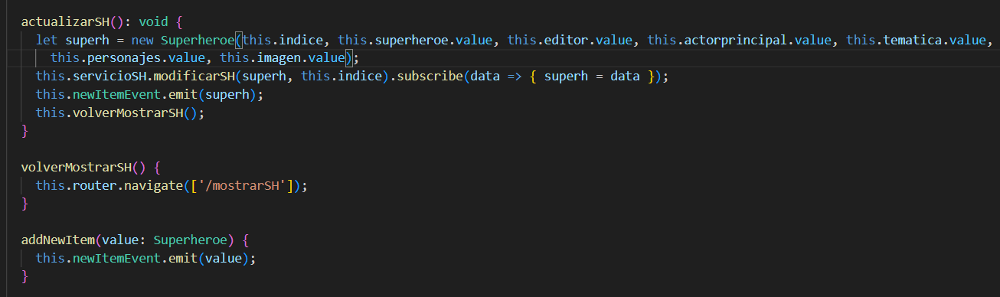 actualizarSH(): void {
let superh = new Superheroe(this.indice, this.superheroe.value, this.editor.value, this.actorprincipal.value, this.tematica.value,
this.personajes.value, this.imagen.value);
this.servicioSH.modificarSH(superh, this.indice).subscribe(data => { superh = data });
this.newItemEvent.emit(superh);
this.volverMostrarSH();
}
volverMostrarSH() {
this.router.navigate(['/mostrarSH']);
}
addNewItem(value: Superheroe) {
this.newItemEvent.emit(value);
}